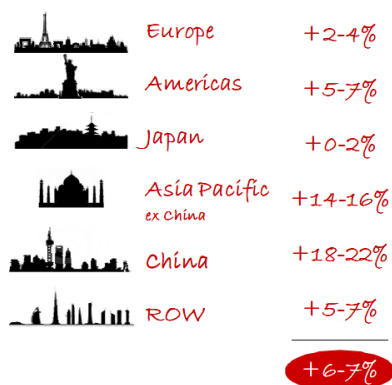 Europe +2-4%
Americas +5-7%
Japan +0-2%
Asia Pacific +14-16%
ex China
China +18-22%
ROW +5-7%
+6-7%